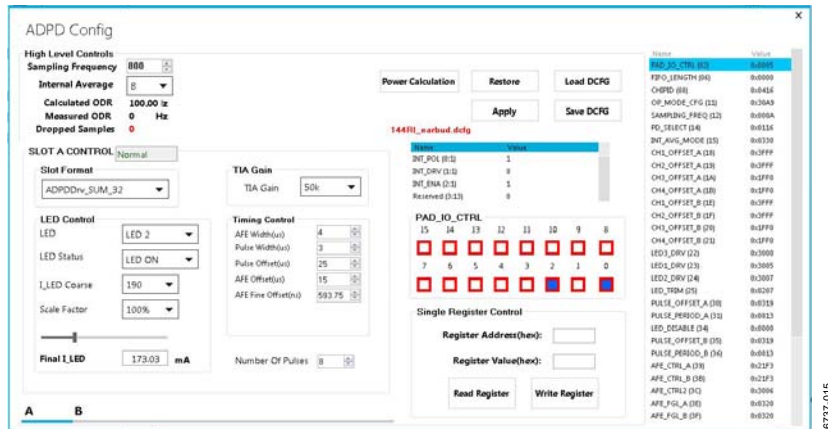 x
ADPD Config
High Level Controls
Sampling Frequency 800
Internal Average 8
Calculated ODR 100.00 Hz
Measured ODR 0 Hz
Dropped Samples 0
Power Calculation Restore Load DCFG
Apply Save DCFG
144RI_earbud.dcfg
SLOT A CONTROL Normal
Slot Format
ADPDDrv_SUM_32
TIA Gain
TIA Gain 50k
LED Control
LED LED 2
LED Status LED ON
I_LED Coarse 190
Scale Factor 100%
Final I_LED 173.03 mA
Timing Control
AFE Width(us) 4
Pulse Width(us) 3
Pulse Offset(us) 25
AFE Offset(us) 15
AFE Fine Offset(ns) 593.75
Number Of Pulses 8
A B
Name Value
INT_POL (0:1) 1
INT_DRV (1:1) 0
INT_ENA (2:1) 1
Reserved (3:13) 0
PAD_IO_CTRL
15 14 13 12 11 10 9 8
7 6 5 4 3 2 1 0
Single Register Control
Register Address(hex):
Register Value(hex):
Read Register Write Register
Name Value
PAD_IO_CTRL (02) 0x0005
FIFO_LENGTH (06) 0x0000
CHIPID (08) 0x0416
OP_MODE_CFG (11) 0x30A9
SAMPLING_FREQ (12) 0x000A
PD_SELECT (14) 0x0116
INT_AVG_MODE (15) 0x0330
CH1_OFFSET_A (18) 0x3FFF
CH2_OFFSET_A (19) 0x3FFF
CH3_OFFSET_A (1A) 0x1FF0
CH4_OFFSET_A (1B) 0x1FF0
CH1_OFFSET_B (1E) 0x3FFF
CH2_OFFSET_B (1F) 0x3FFF
CH3_OFFSET_B (20) 0x1FF0
CH4_OFFSET_B (21) 0x1FF0
LED3_DRV (22) 0x3000
LED1_DRV (23) 0x3005
LED2_DRV (24) 0x3007
LED_TRIM (25) 0x0207
PULSE_OFFSET_A (30) 0x0319
PULSE_PERIOD_A (31) 0x0813
LED_DISABLE (34) 0x0000
PULSE_OFFSET_B (35) 0x0319
PULSE_PERIOD_B (36) 0x0813
AFE_CTRL_A (39) 0x21F3
AFE_CTRL_B (3B) 0x21F3
AFE_CTRL2 (3C) 0x3006
AFE_FGL_A (3E) 0x0320
AFE_FGL_B (3F) 0x0320
6737-015